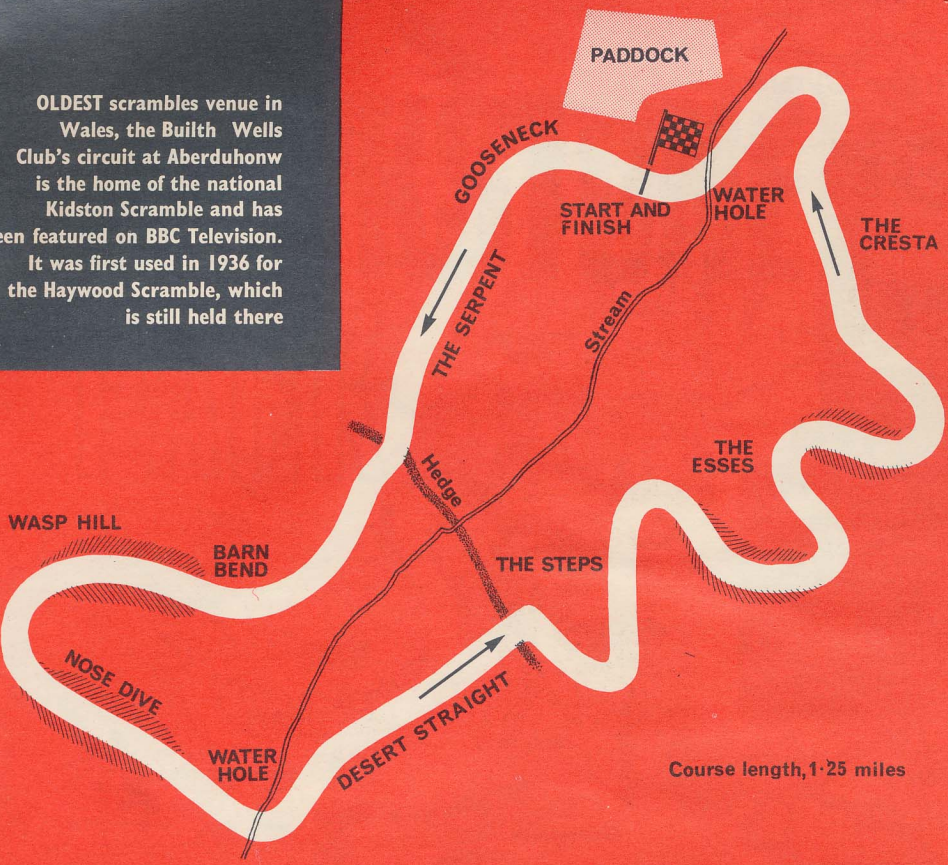 OLDEST scrambles venue in
Wales, the Builth Wells
Club's circuit at Aberduhonw
is the home of the national
Kidston Scramble and has
een featured on BBC Television.
It was first used in 1936 for
the Haywood Scramble, which
is still held there
PADDOCK
GOOSENECK
START AND
FINISH
WATER
HOLE
THE
CRESTA
THE SERPENT
Stream
THE
ESSES
Hedge
WASP HILL
BARN
BEND
THE STEPS
NOSE DIVE
WATER
HOLE
DESERT STRAIGHT
Course length, 1·25 miles